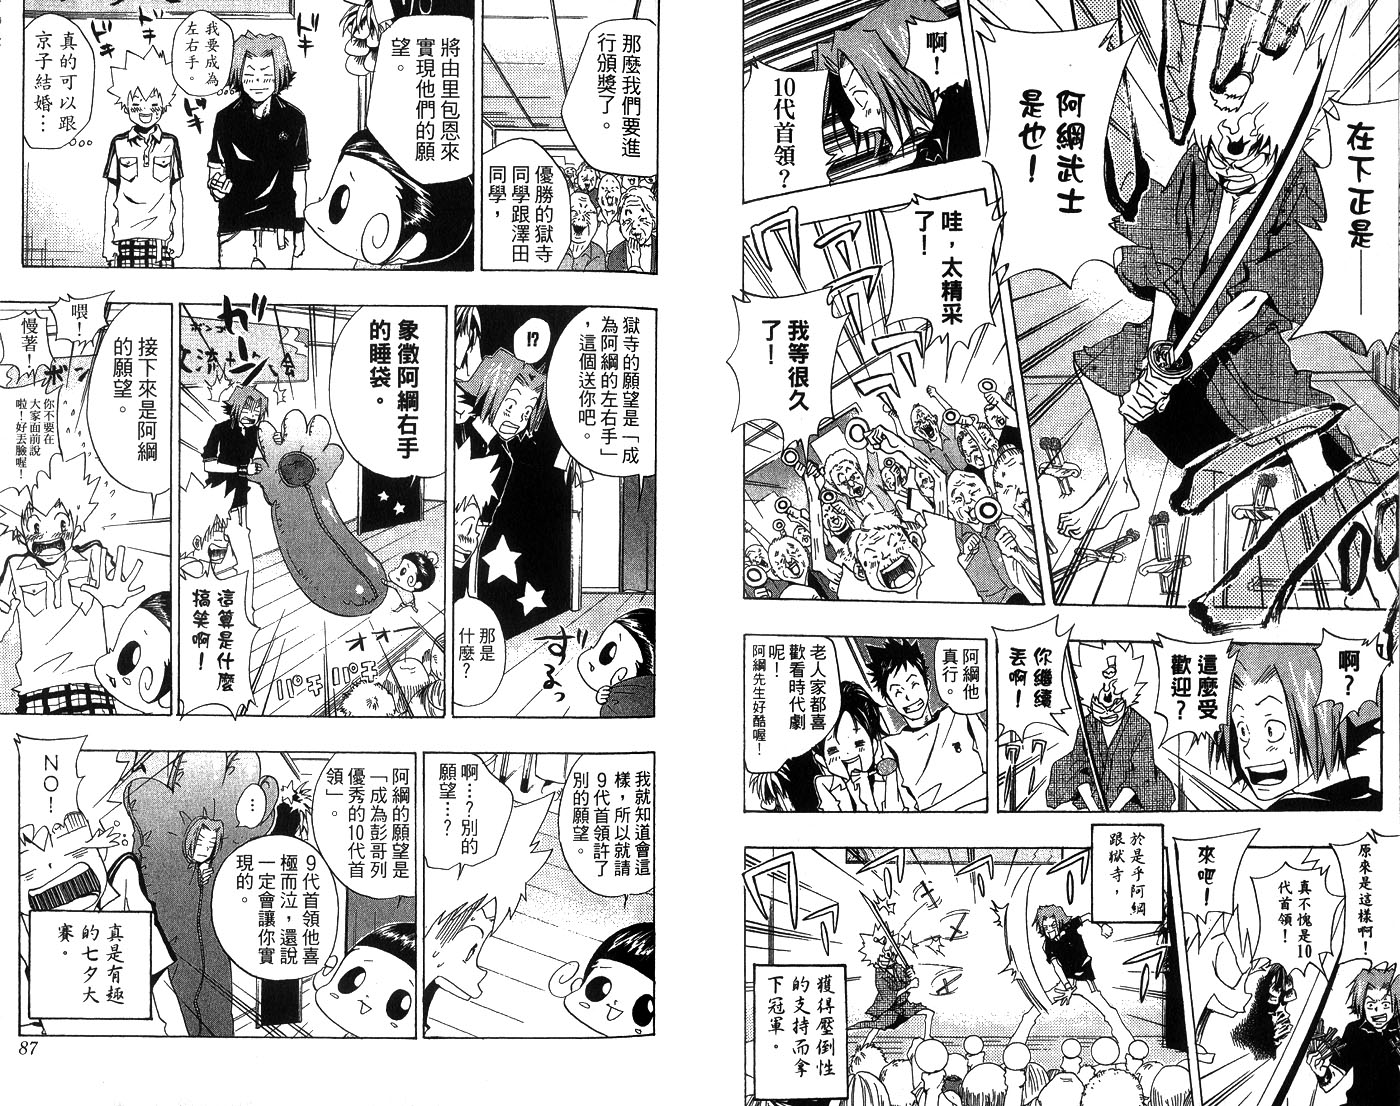 在下正是——
阿綱武士
是也！
啊！
10代首領？
哇，太精采
了！
我等很久
了！
啊？
這麼受
歡迎？
你繼續
丟啊！
阿綱他
真行。
老人家都喜
歡看時代劇
呢！
阿綱先生好酷喔！
原來是這樣啊！
真不愧是10
代首領！
來吧！
於是乎阿綱
跟獄寺，
獲得壓倒性
的支持而拿
下冠軍。
那麼我們要進
行頒獎了。
優勝的獄寺
同學跟澤田
同學，
將由里包恩來
實現他們的願
望。
ドキ
ドキ
我要成為
左右手。
真的可以跟
京子結婚…
獄寺的願望是「成
為阿綱的左右手」
，這個送你吧。
!?
那是
什麼？
ずる
象徵阿綱右手
的睡袋。
ガーン
這算是什麼
搞笑啊！
パチ
パチ
接下來是阿綱
的願望。
喂！
慢著！
你不要在
大家面前說
啦！好丟臉喔！
我就知道會這
樣，所以就請
9代首領許了
別的願望。
啊…？別的
願望…？
阿綱的願望是
「成為彭哥列
優秀的10代首
領」。
9代首領他喜
極而泣，還說
一定會讓你實
現的。
…
NO！
真是有趣
的七夕大
賽。
87